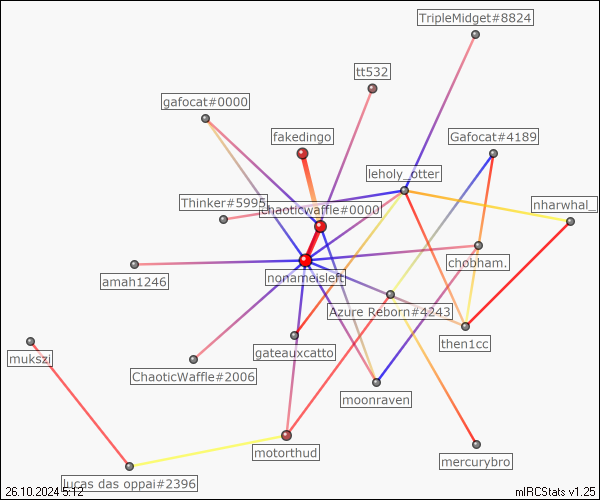 TripleMidget#8824
tt532
gafocat#0000
fakedingo
Gafocat#4189
leholy_otter
Thinker#5995
chaoticwaffle#0000
nharwhal_
chobham.
nonameisleft
amah1246
Azure Reborn#4243
then1cc
gateauxcatto
mukszi
ChaoticWaffle#2006
moonraven
motorthud
mercurybro
lucas das oppai#2396
26.10.2024 5:12
mIRCStats v1.25